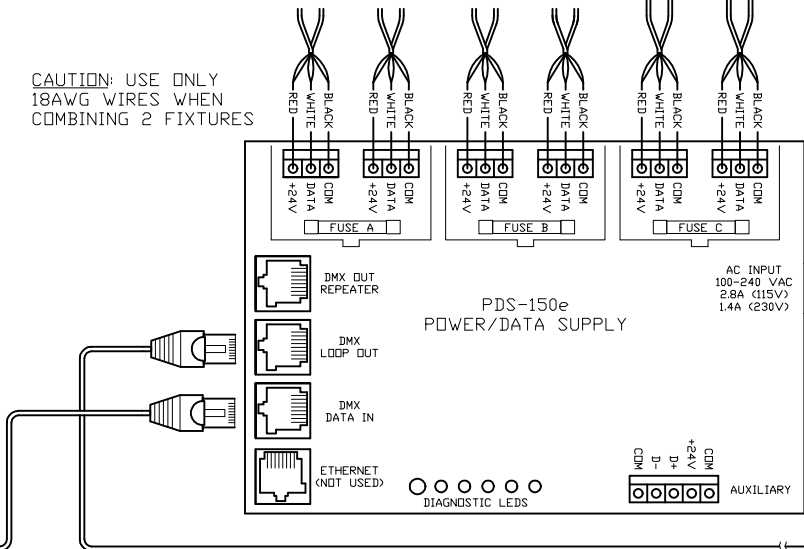 CAUTION: USE ONLY
18AWG WIRES WHEN
COMBINING 2 FIXTURES
RED WHITE BLACK
RED WHITE BLACK
RED WHITE BLACK
RED WHITE BLACK
RED WHITE BLACK
RED WHITE BLACK
+24V DATA COM
+24V DATA COM
+24V DATA COM
+24V DATA COM
+24V DATA COM
+24V DATA COM
FUSE A
FUSE B
FUSE C
DMX OUT
REPEATER
DMX
LOOP OUT
DMX
DATA IN
ETHERNET
(NOT USED)
PDS-150e
POWER/DATA SUPPLY
AC INPUT
100-240 VAC
2.8A (115V)
1.4A (230V)
DIAGNOSTIC LEDS
COM D- D+ +24V COM
AUXILIARY